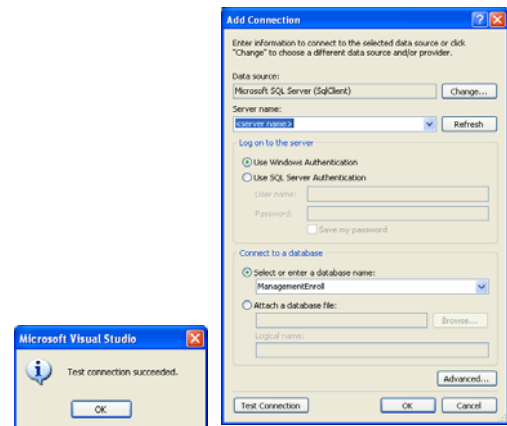 Add Connection
Enter information to connect to the selected data source or click
"Change" to choose a different data source and/or provider.
Data source:
Microsoft SQL Server (SqlClient)
Change...
Server name:
<server name>
Refresh
Log on to the server
Use Windows Authentication
Use SQL Server Authentication
User name:
Password:
Save my password
Connect to a database
Select or enter a database name:
ManagementEnroll
Attach a database file:
Browse...
Logical name:
Advanced...
Test Connection
OK
Cancel
Microsoft Visual Studio
Test connection succeeded.
OK